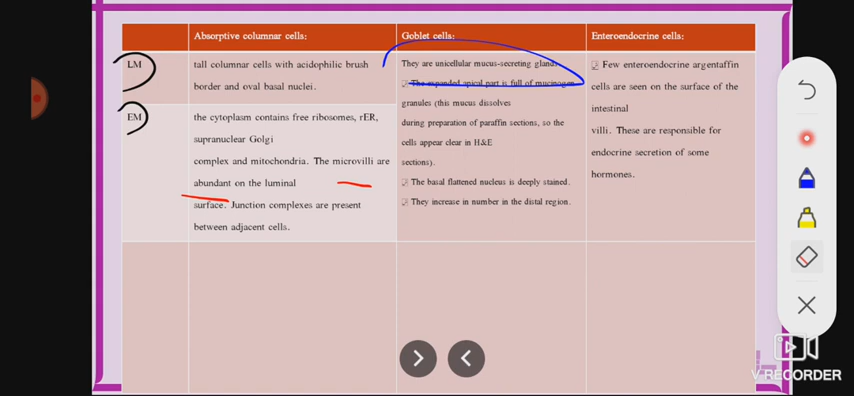 Absorptive columnar cells:
Goblet cells:
Enteroendocrine cells:
LM
tall columnar cells with acidophilic brush
border and oval basal nuclei.
EM
the cytoplasm contains free ribosomes, rER,
supranuclear Golgi
complex and mitochondria. The microvilli are
abundant on the luminal
surface. Junction complexes are present
between adjacent cells.
They are unicellular mucus-secreting glands
The expanded apical part is full of mucinogen
granules (this mucus dissolves
during preparation of paraffin sections, so the
cells appear clear in H&E
sections).
The basal flattened nucleus is deeply stained.
They increase in number in the distal region.
Few enteroendocrine argentaffin
cells are seen on the surface of the
intestinal
villi. These are responsible for
endocrine secretion of some
hormones.
V.RECORDER